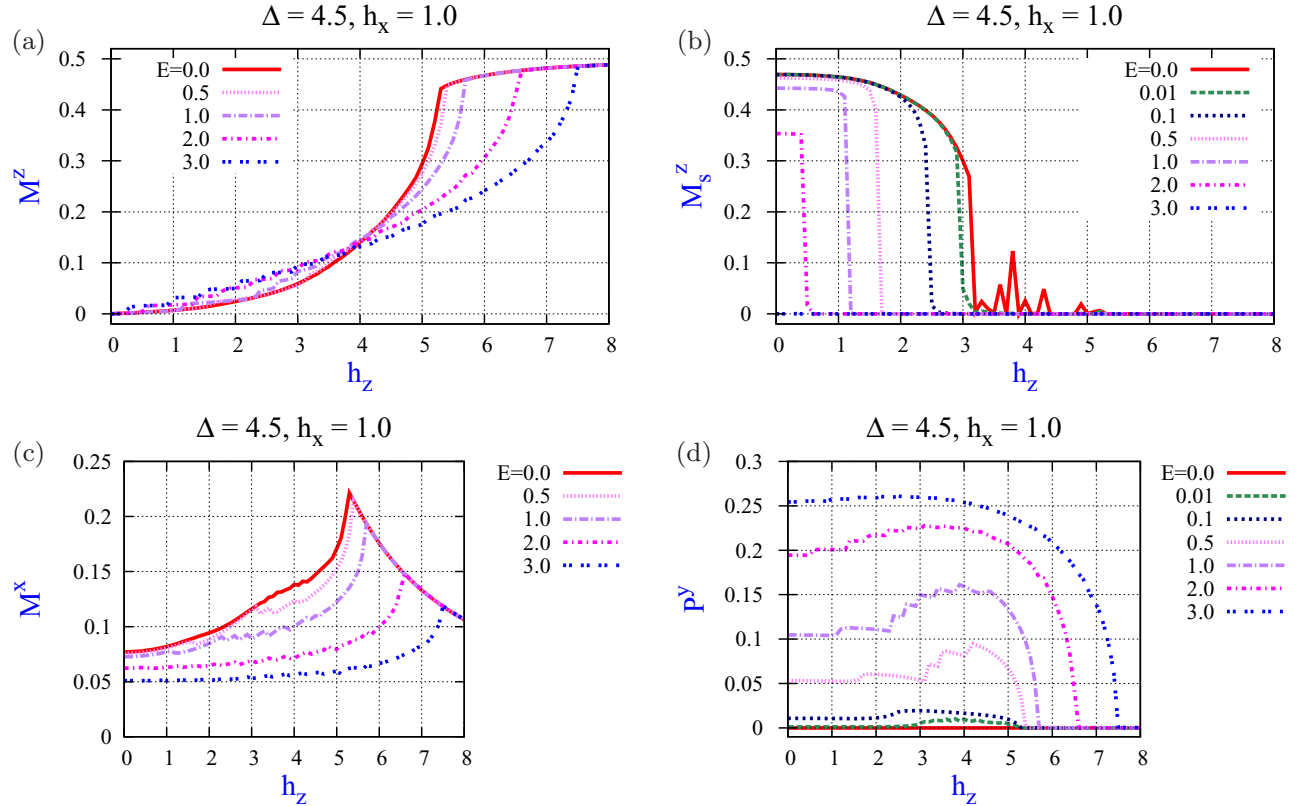 Δ = 4.5, h_x = 1.0
(a)
M^z
0.5
0.4
0.3
0.2
0.1
0
E=0.0
0.5
1.0
2.0
3.0
0 1 2 3 4 5 6 7 8
h_z
Δ = 4.5, h_x = 1.0
(b)
M_s^z
0.5
0.4
0.3
0.2
0.1
0
E=0.0
0.01
0.1
0.5
1.0
2.0
3.0
0 1 2 3 4 5 6 7 8
h_z
Δ = 4.5, h_x = 1.0
(c)
M^x
0.25
0.2
0.15
0.1
0.05
0
E=0.0
0.5
1.0
2.0
3.0
0 1 2 3 4 5 6 7 8
h_z
Δ = 4.5, h_x = 1.0
(d)
P^y
0.3
0.25
0.2
0.15
0.1
0.05
0
E=0.0
0.01
0.1
0.5
1.0
2.0
3.0
0 1 2 3 4 5 6 7 8
h_z